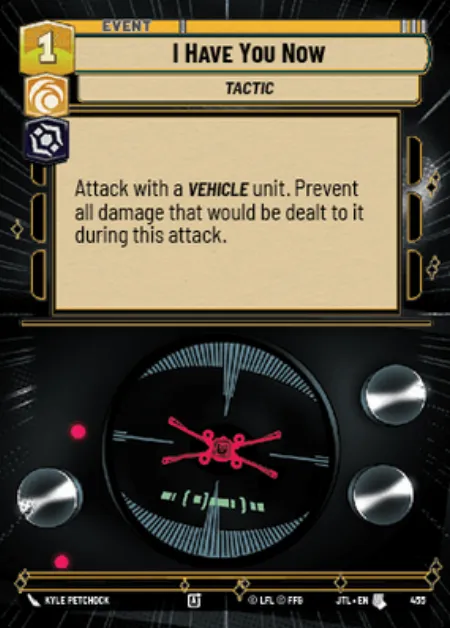 EVENT
1
I HAVE YOU NOW
TACTIC
Attack with a VEHICLE unit. Prevent
all damage that would be dealt to it
during this attack.
KYLE PETCHOCK
© LFL © FFG
JTL • EN
455